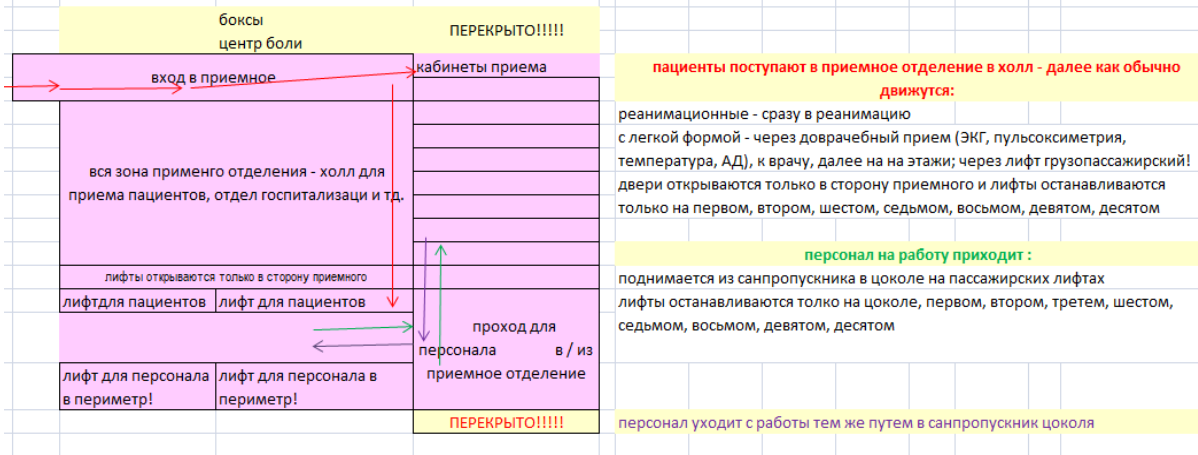 боксы
центр боли
ПЕРЕКРЫТО!!!!!
вход в приемное
кабинеты приема
вся зона применго отделения - холл для
приема пациентов, отдел госпитализаци и тд.
лифты открываются только в сторону приемного
лифтдля пациентов
лифт для пациентов
проход для
персонала в / из
приемное отделение
лифт для персонала
в периметр!
лифт для персонала в
периметр!
ПЕРЕКРЫТО!!!!!
пациенты поступают в приемное отделение в холл - далее как обычно
движутся:
реанимационные - сразу в реанимацию
с легкой формой - через доврачебный прием (ЭКГ, пульсоксиметрия,
температура, АД), к врачу, далее на на этажи; через лифт грузопассажирский!
двери открываются только в сторону приемного и лифты останавливаются
только на первом, втором, шестом, седьмом, восьмом, девятом, десятом
персонал на работу приходит :
поднимается из санпропускника в цоколе на пассажирских лифтах
лифты останавливаются толко на цоколе, первом, втором, третем, шестом,
седьмом, восьмом, девятом, десятом
персонал уходит с работы тем же путем в санпропускник цоколя